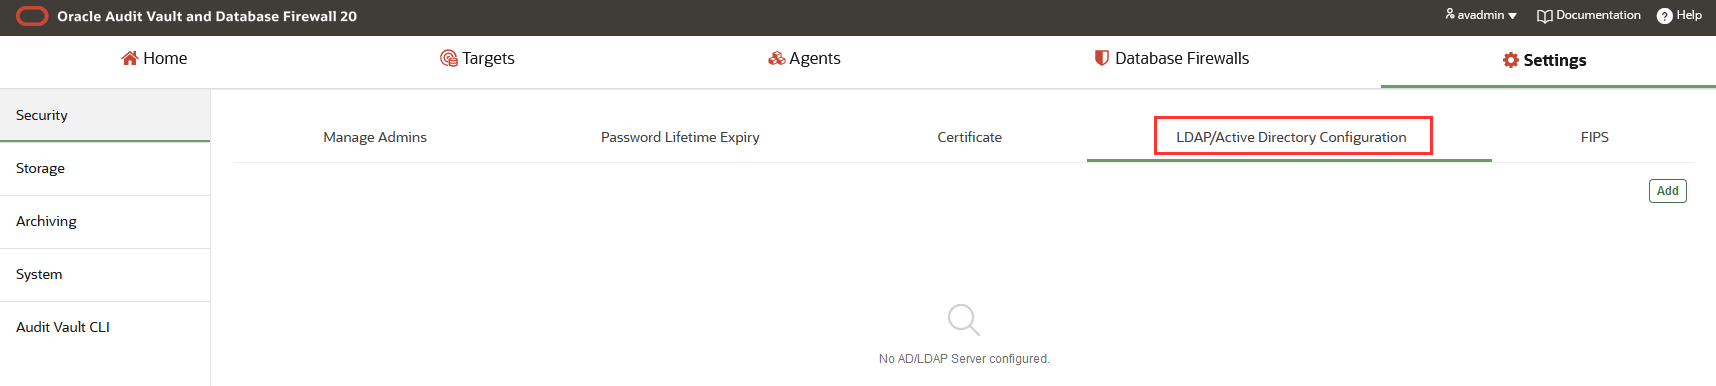 Oracle Audit Vault and Database Firewall 20
avadmin
Documentation
? Help
Home
Targets
Agents
Database Firewalls
Settings
Security
Storage
Archiving
System
Audit Vault CLI
Manage Admins
Password Lifetime Expiry
Certificate
LDAP/Active Directory Configuration
FIPS
Add
No AD/LDAP Server configured.